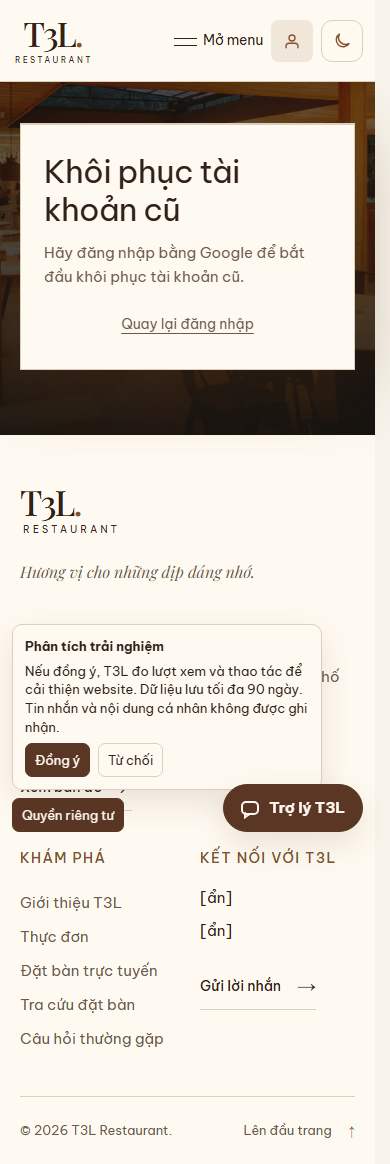 T3L.
RESTAURANT
Mở menu
Khôi phục tài
khoản cũ
Hãy đăng nhập bằng Google để bắt
đầu khôi phục tài khoản cũ.
Quay lại đăng nhập
T3L.
RESTAURANT
Hương vị cho những dịp đáng nhớ.
Phân tích trải nghiệm
Nếu đồng ý, T3L đo lượt xem và thao tác để
cải thiện website. Dữ liệu lưu tối đa 90 ngày.
Tin nhắn và nội dung cá nhân không được ghi
nhận.
Đồng ý
Từ chối
Quyền riêng tư
Trợ lý T3L
KHÁM PHÁ
Giới thiệu T3L
Thực đơn
Đặt bàn trực tuyến
Tra cứu đặt bàn
Câu hỏi thường gặp
KẾT NỐI VỚI T3L
[ẩn]
[ẩn]
Gửi lời nhắn →
© 2026 T3L Restaurant.
Lên đầu trang ↑